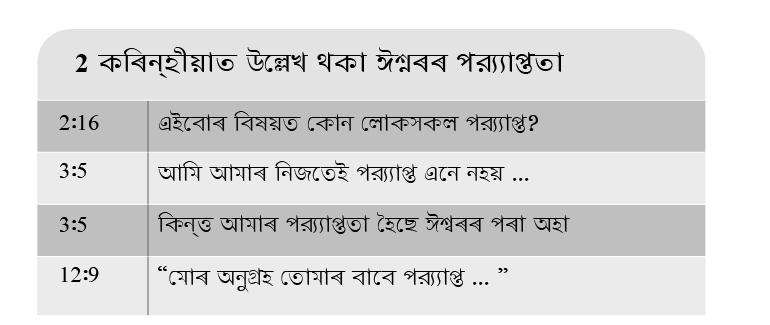 2 কৰিন্হীয়াত উল্লেখ থকা ঈশ্বৰৰ পৰ্য্যাপ্ততা
2:16 এইবোৰ বিষয়ত কোন লোকসকল পৰ্য্যাপ্ত?
3:5 আমি আমাৰ নিজতেই পৰ্য্যাপ্ত এনে নহয় ...
3:5 কিন্তু আমাৰ পৰ্য্যাপ্ততা হৈছে ঈশ্বৰৰ পৰা অহা
12:9 “মোৰ অনুগ্ৰহ তোমাৰ বাবে পৰ্য্যাপ্ত ... ”